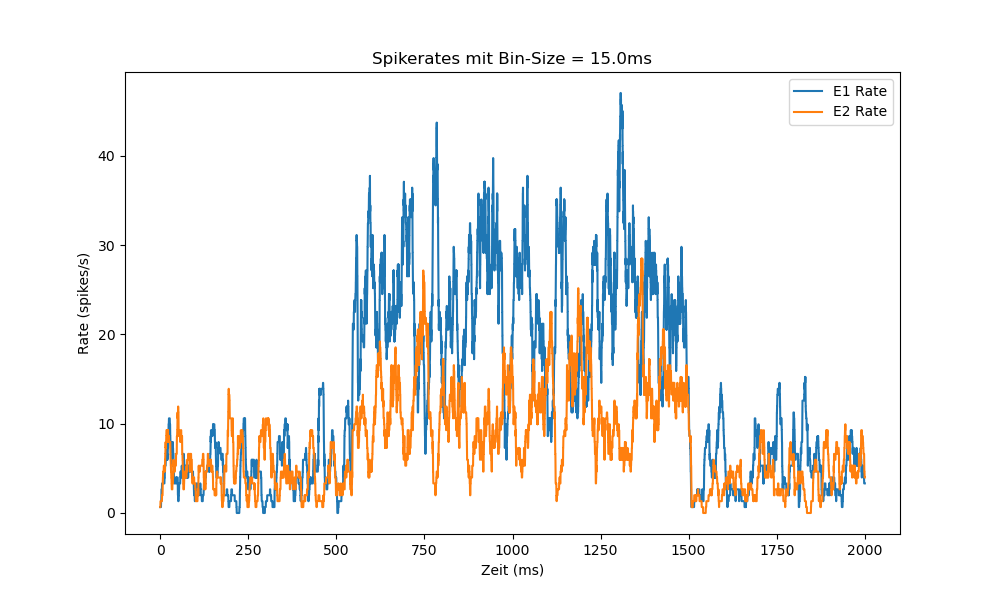 Spikerates mit Bin-Size = 15.0ms
E1 Rate
E2 Rate
Rate (spikes/s)
40
30
20
10
0
0 250 500 750 1000 1250 1500 1750 2000
Zeit (ms)